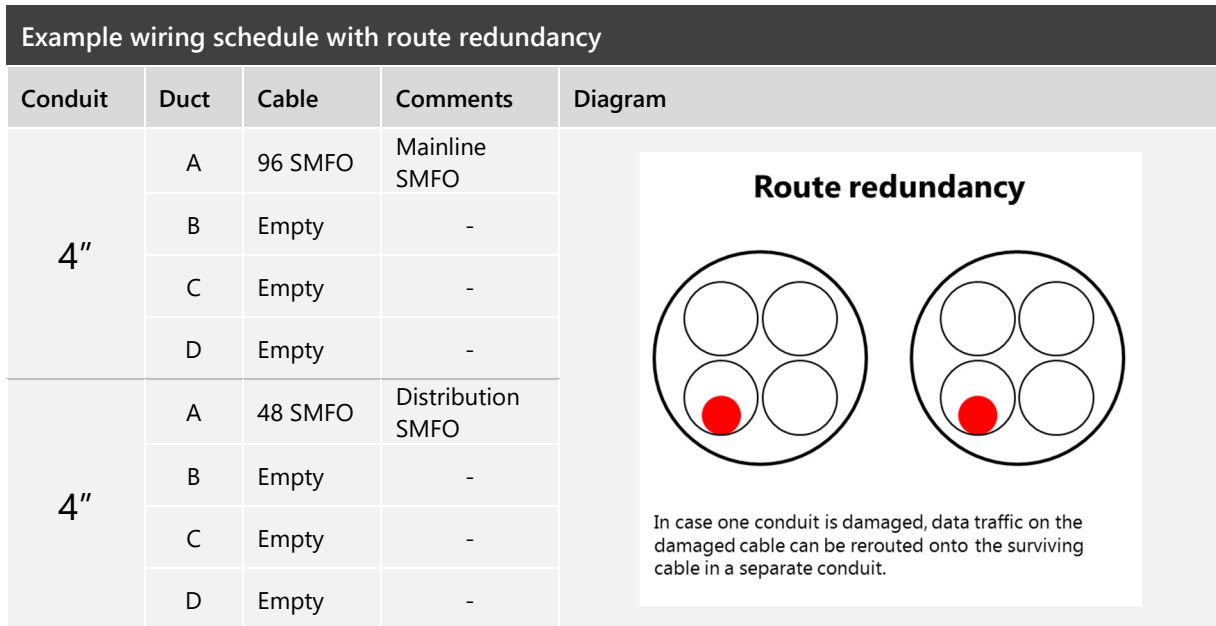 Example wiring schedule with route redundancy
Conduit Duct Cable Comments Diagram
4" A 96 SMFO Mainline
SMFO
B Empty -
C Empty -
D Empty -
4" A 48 SMFO Distribution
SMFO
B Empty -
C Empty -
D Empty -
Route redundancy
In case one conduit is damaged, data traffic on the
damaged cable can be rerouted onto the surviving
cable in a separate conduit.